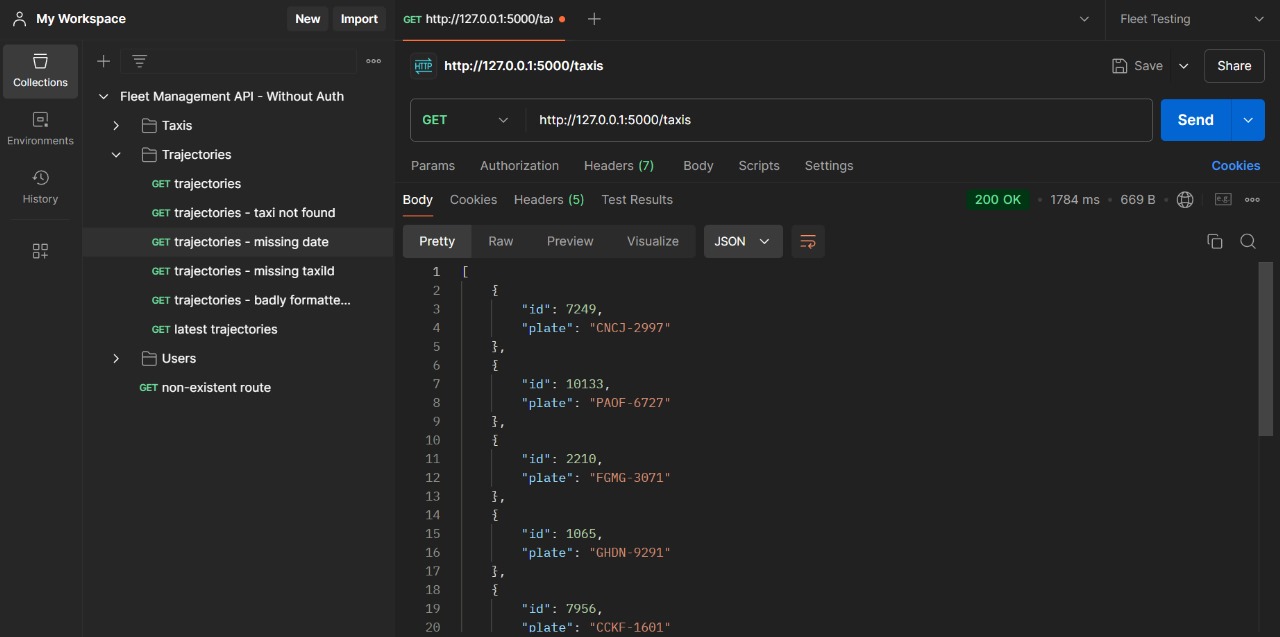 My Workspace
New
Import
GET http://127.0.0.1:5000/tax
Fleet Testing
Collections
Environments
History
Fleet Management API - Without Auth
Taxis
Trajectories
GET trajectories
GET trajectories - taxi not found
GET trajectories - missing date
GET trajectories - missing taxiId
GET trajectories - badly formatte...
GET latest trajectories
Users
GET non-existent route
HTTP http://127.0.0.1:5000/taxis
Save
Share
GET
http://127.0.0.1:5000/taxis
Send
Params Authorization Headers (7) Body Scripts Settings
Cookies
Body Cookies Headers (5) Test Results
200 OK • 1784 ms • 669 B •
e.g.
Pretty Raw Preview Visualize JSON
1 [
2 {
3 "id": 7249,
4 "plate": "CNCJ-2997"
5 },
6 {
7 "id": 10133,
8 "plate": "PAOF-6727"
9 },
10 {
11 "id": 2210,
12 "plate": "FGMG-3071"
13 },
14 {
15 "id": 1065,
16 "plate": "GHDN-9291"
17 },
18 {
19 "id": 7956,
20 "plate": "CCKF-1601"